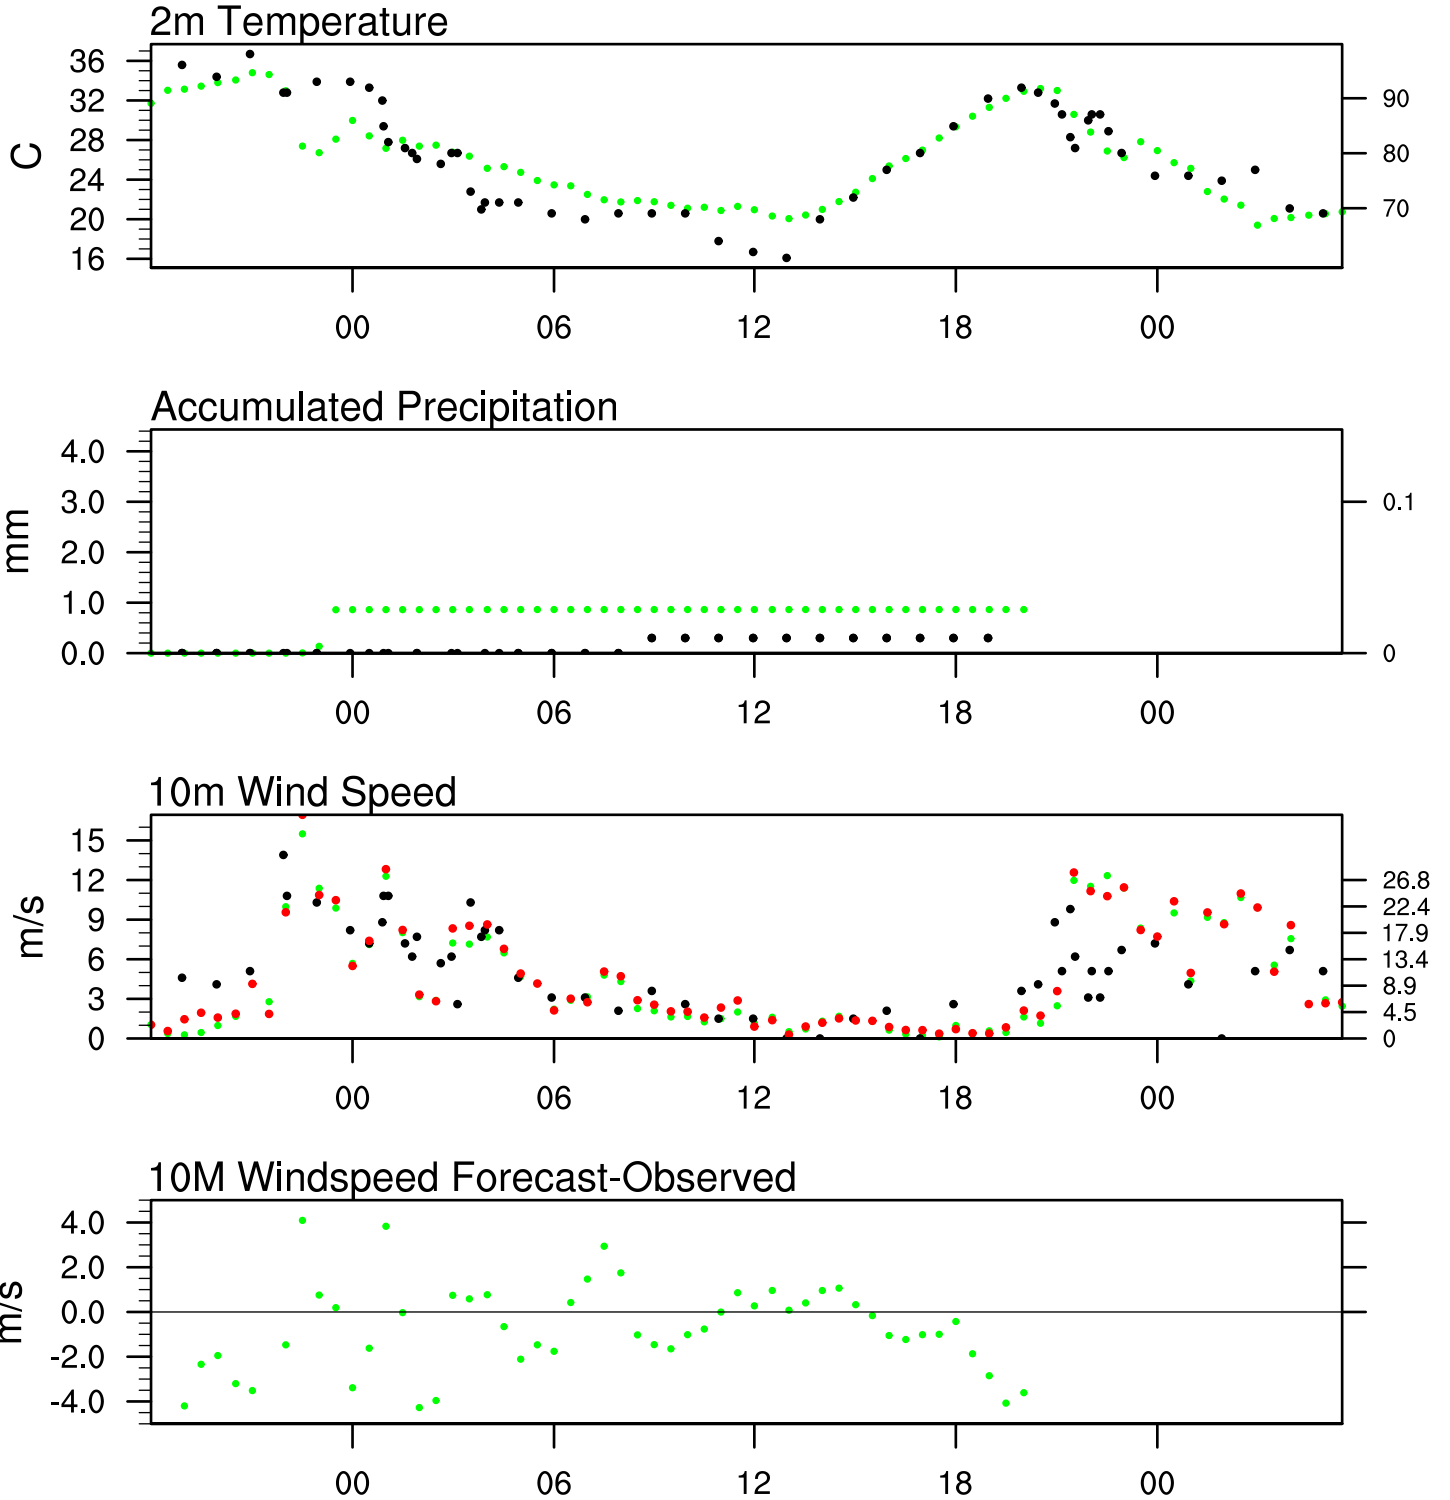 2m Temperature
36
32
28
24
20
16
C
90
80
70
00 06 12 18 00
Accumulated Precipitation
4.0
3.0
2.0
1.0
0.0
mm
0.1
0
00 06 12 18 00
10m Wind Speed
15
12
9
6
3
0
m/s
26.8
22.4
17.9
13.4
8.9
4.5
0
00 06 12 18 00
10M Windspeed Forecast-Observed
4.0
2.0
0.0
-2.0
-4.0
m/s
00 06 12 18 00